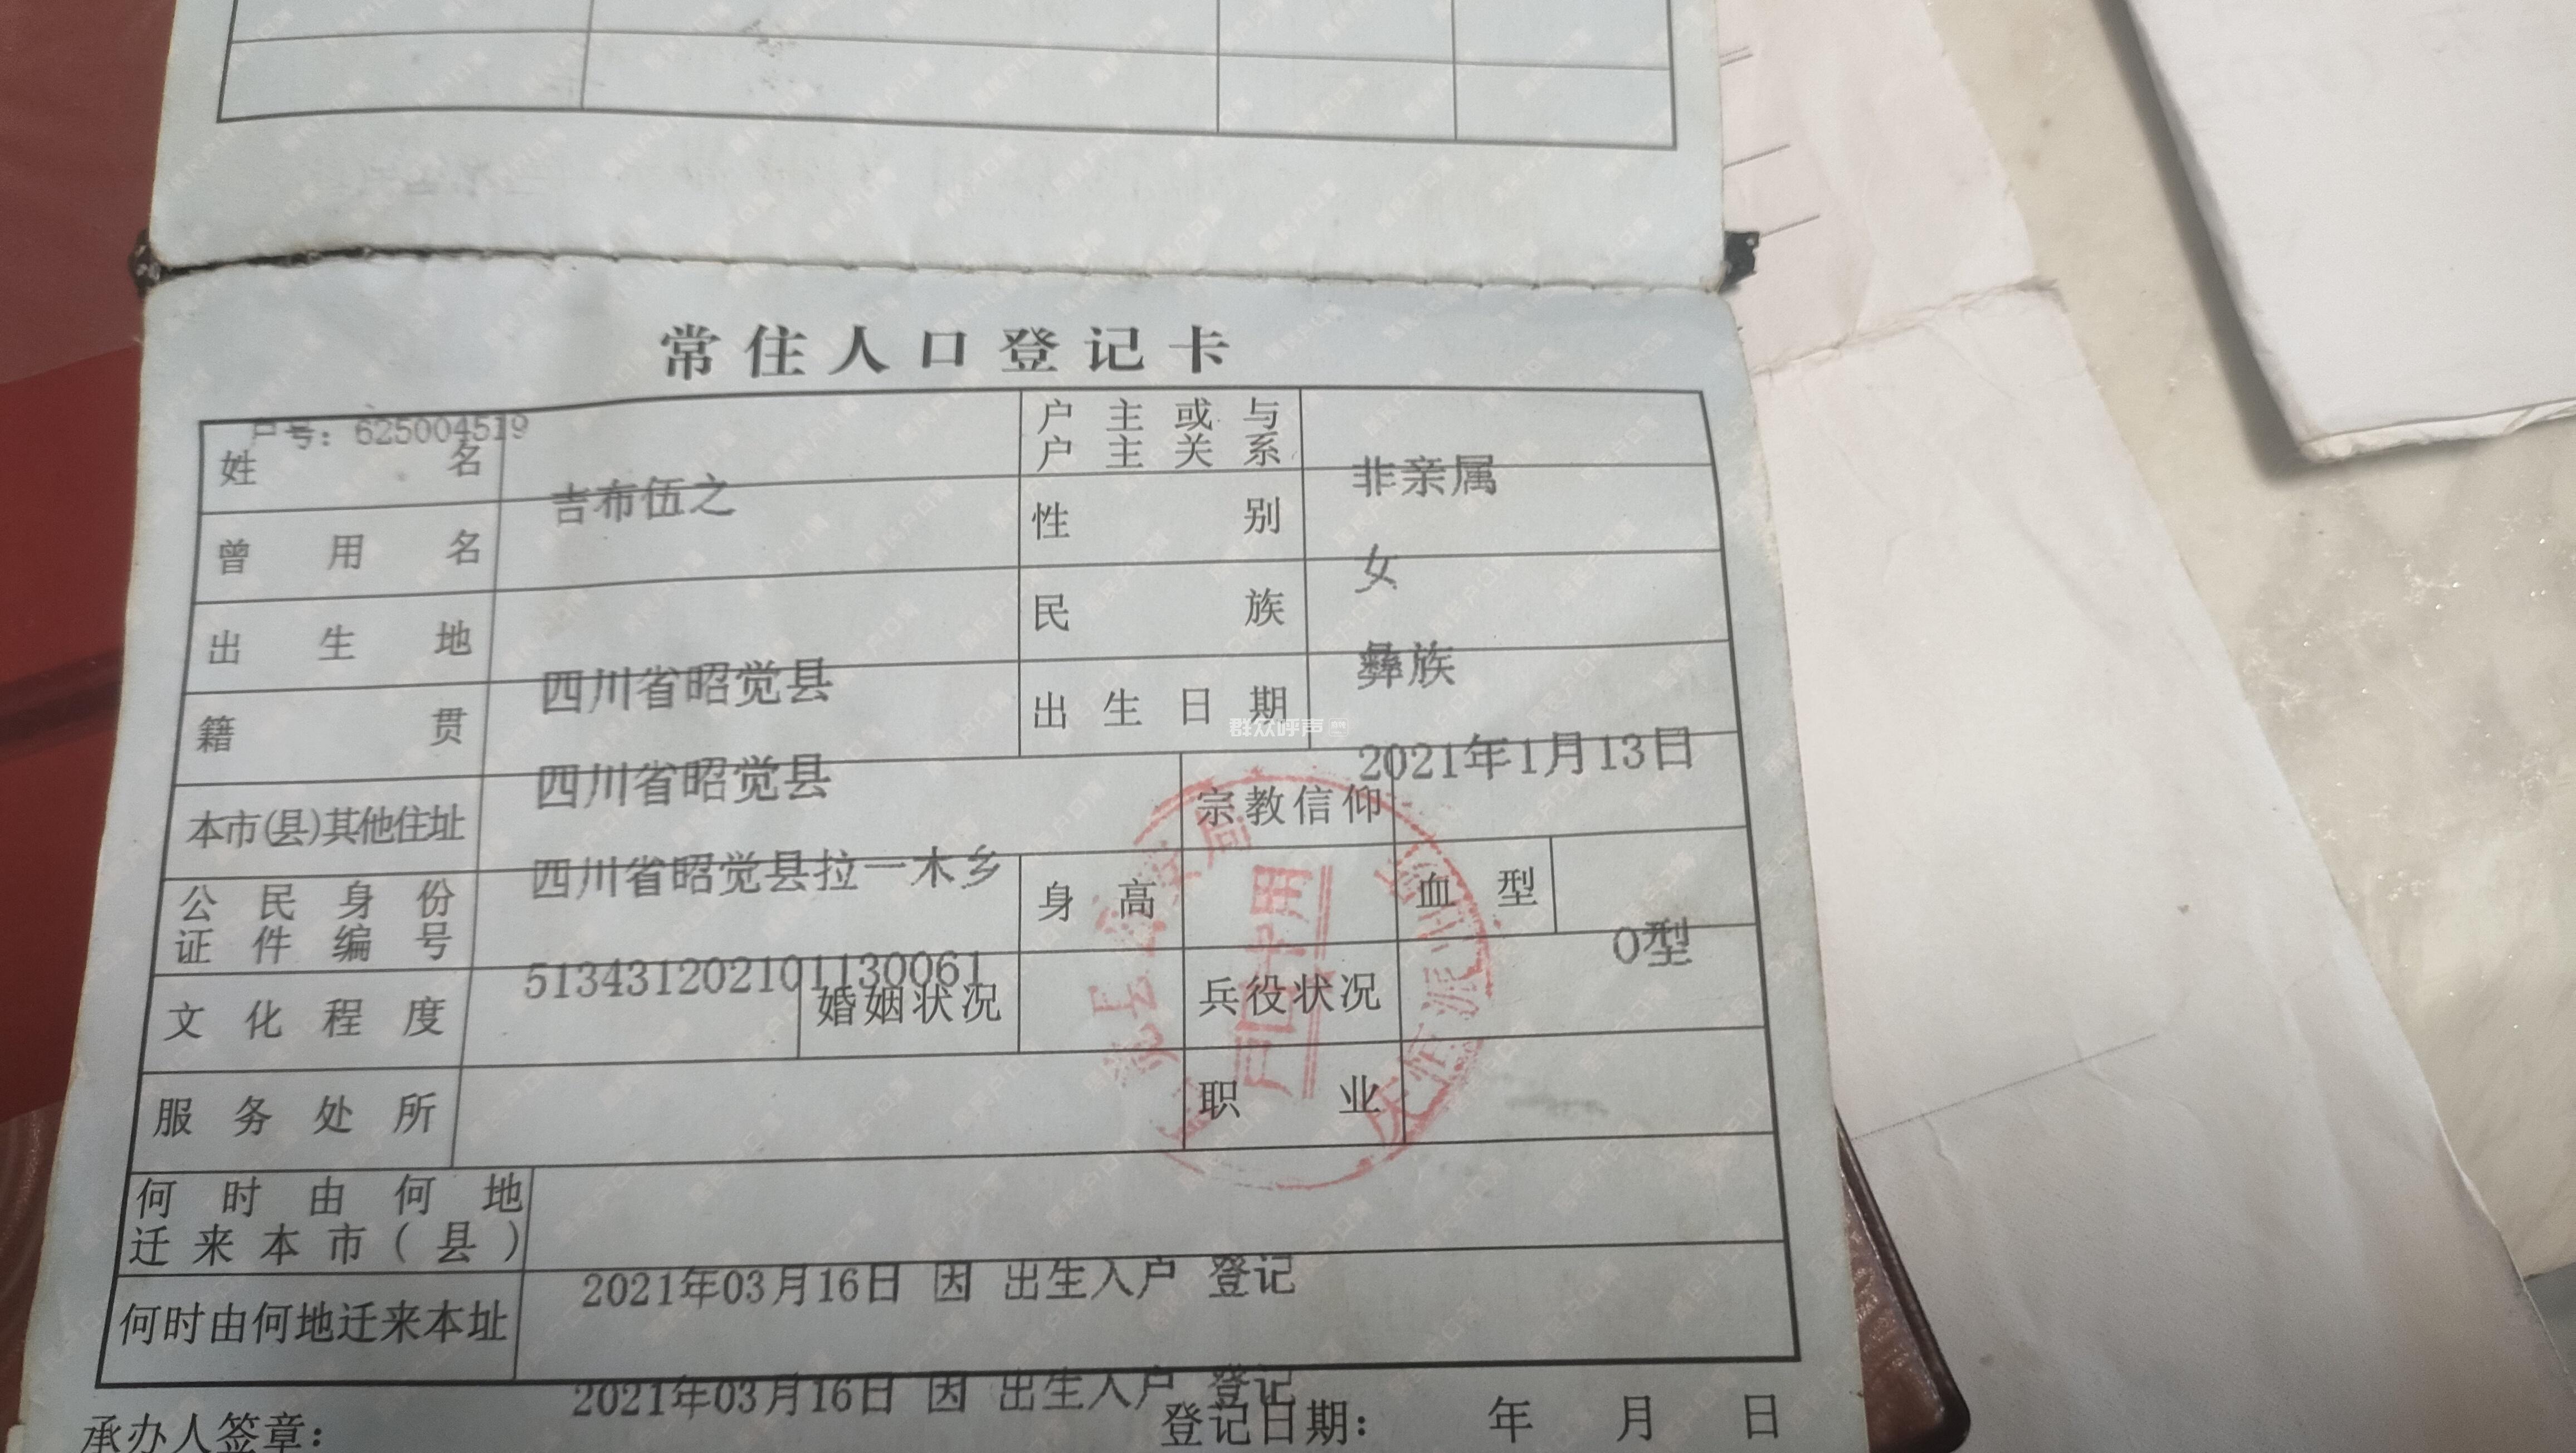 常住人口登记卡
户号：625004519
姓名 吉布伍之 户主或与户主关系 非亲属
曾用名 性别 女
出生地 四川省昭觉县 民族 彝族
籍贯 四川省昭觉县 出生日期 2021年1月13日
本市(县)其他住址 四川省昭觉县拉一木乡 宗教信仰
公民身份证件编号 513431202101130061 身高 血型 O型
文化程度 婚姻状况 兵役状况
服务处所 职业
何时由何地迁来本市(县) 2021年03月16日 因 出生入户 登记
何时由何地迁来本址 2021年03月16日 因 出生入户 登记
承办人签章： 登记日期： 年 月 日
户口专用
群众呼声